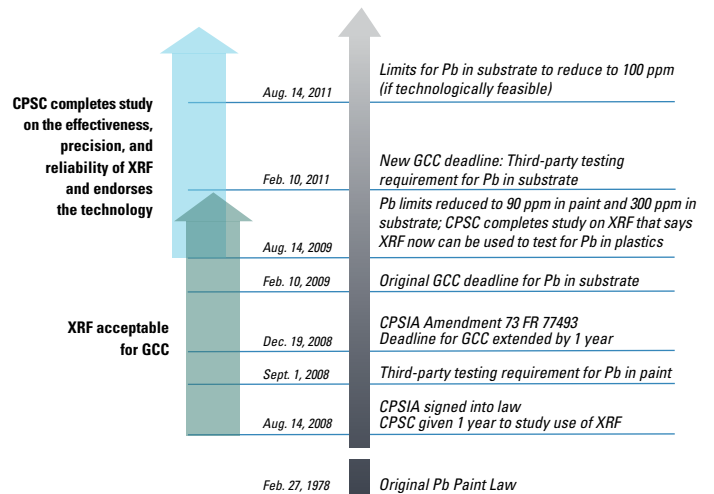 Aug. 14, 2011
Limits for Pb in substrate to reduce to 100 ppm
(if technologically feasible)
CPSC completes study
on the effectiveness,
precision, and
reliability of XRF
and endorses
the technology
Feb. 10, 2011
New GCC deadline: Third-party testing
requirement for Pb in substrate
Aug. 14, 2009
Pb limits reduced to 90 ppm in paint and 300 ppm in
substrate; CPSC completes study on XRF that says
XRF now can be used to test for Pb in plastics
Feb. 10, 2009
Original GCC deadline for Pb in substrate
XRF acceptable
for GCC
Dec. 19, 2008
CPSIA Amendment 73 FR 77493
Deadline for GCC extended by 1 year
Sept. 1, 2008
Third-party testing requirement for Pb in paint
Aug. 14, 2008
CPSIA signed into law
CPSC given 1 year to study use of XRF
Feb. 27, 1978
Original Pb Paint Law